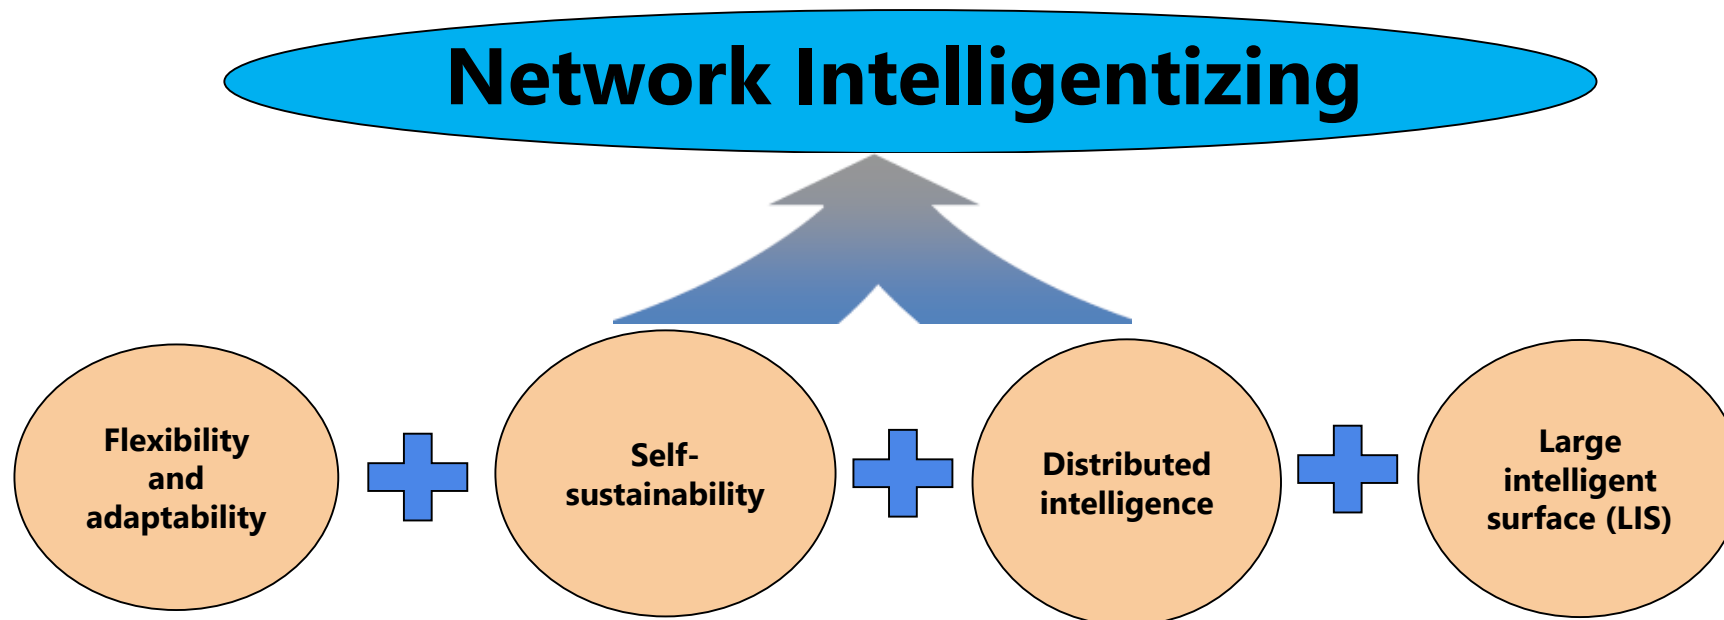 Network Intelligentizing
Flexibility
and
adaptability
Self-
sustainability
Distributed
intelligence
Large
intelligent
surface (LIS)